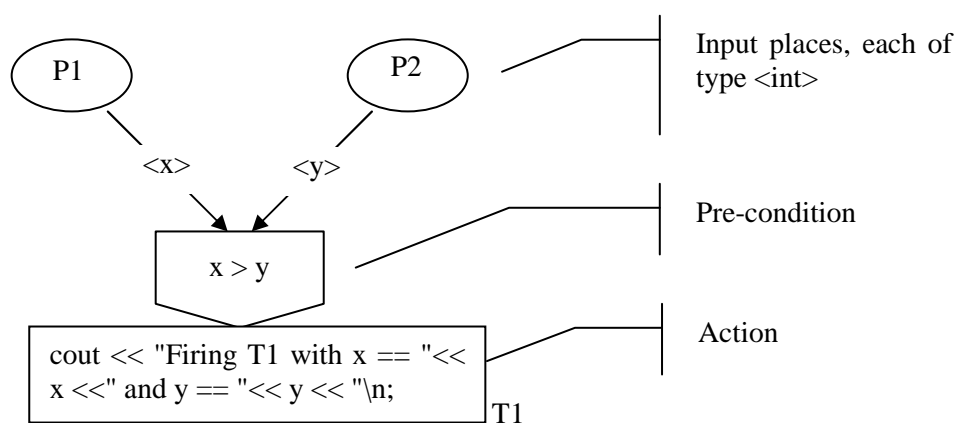 P1
P2
Input places, each of
type <int>
<x>
<y>
Pre-condition
x > y
Action
cout << "Firing T1 with x == "<<
x <<" and y == "<< y << "\n;
T1